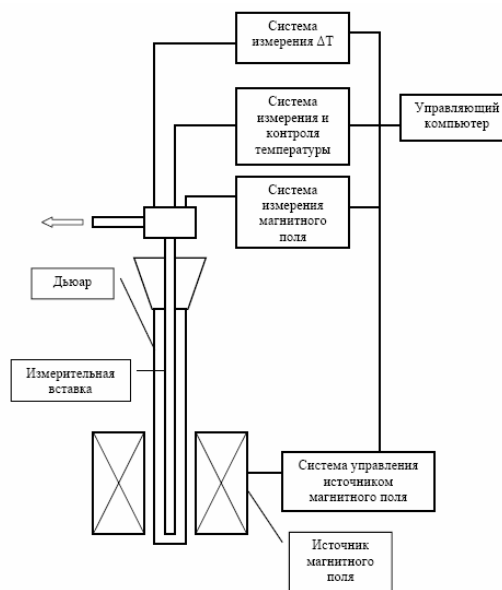 Система
измерения ΔT
Система
измерения и
контроля
температуры
Управляющий
компьютер
Система
измерения
магнитного
поля
Дьюар
Измерительная
вставка
Система управления
источником
магнитного поля
Источник
магнитного
поля